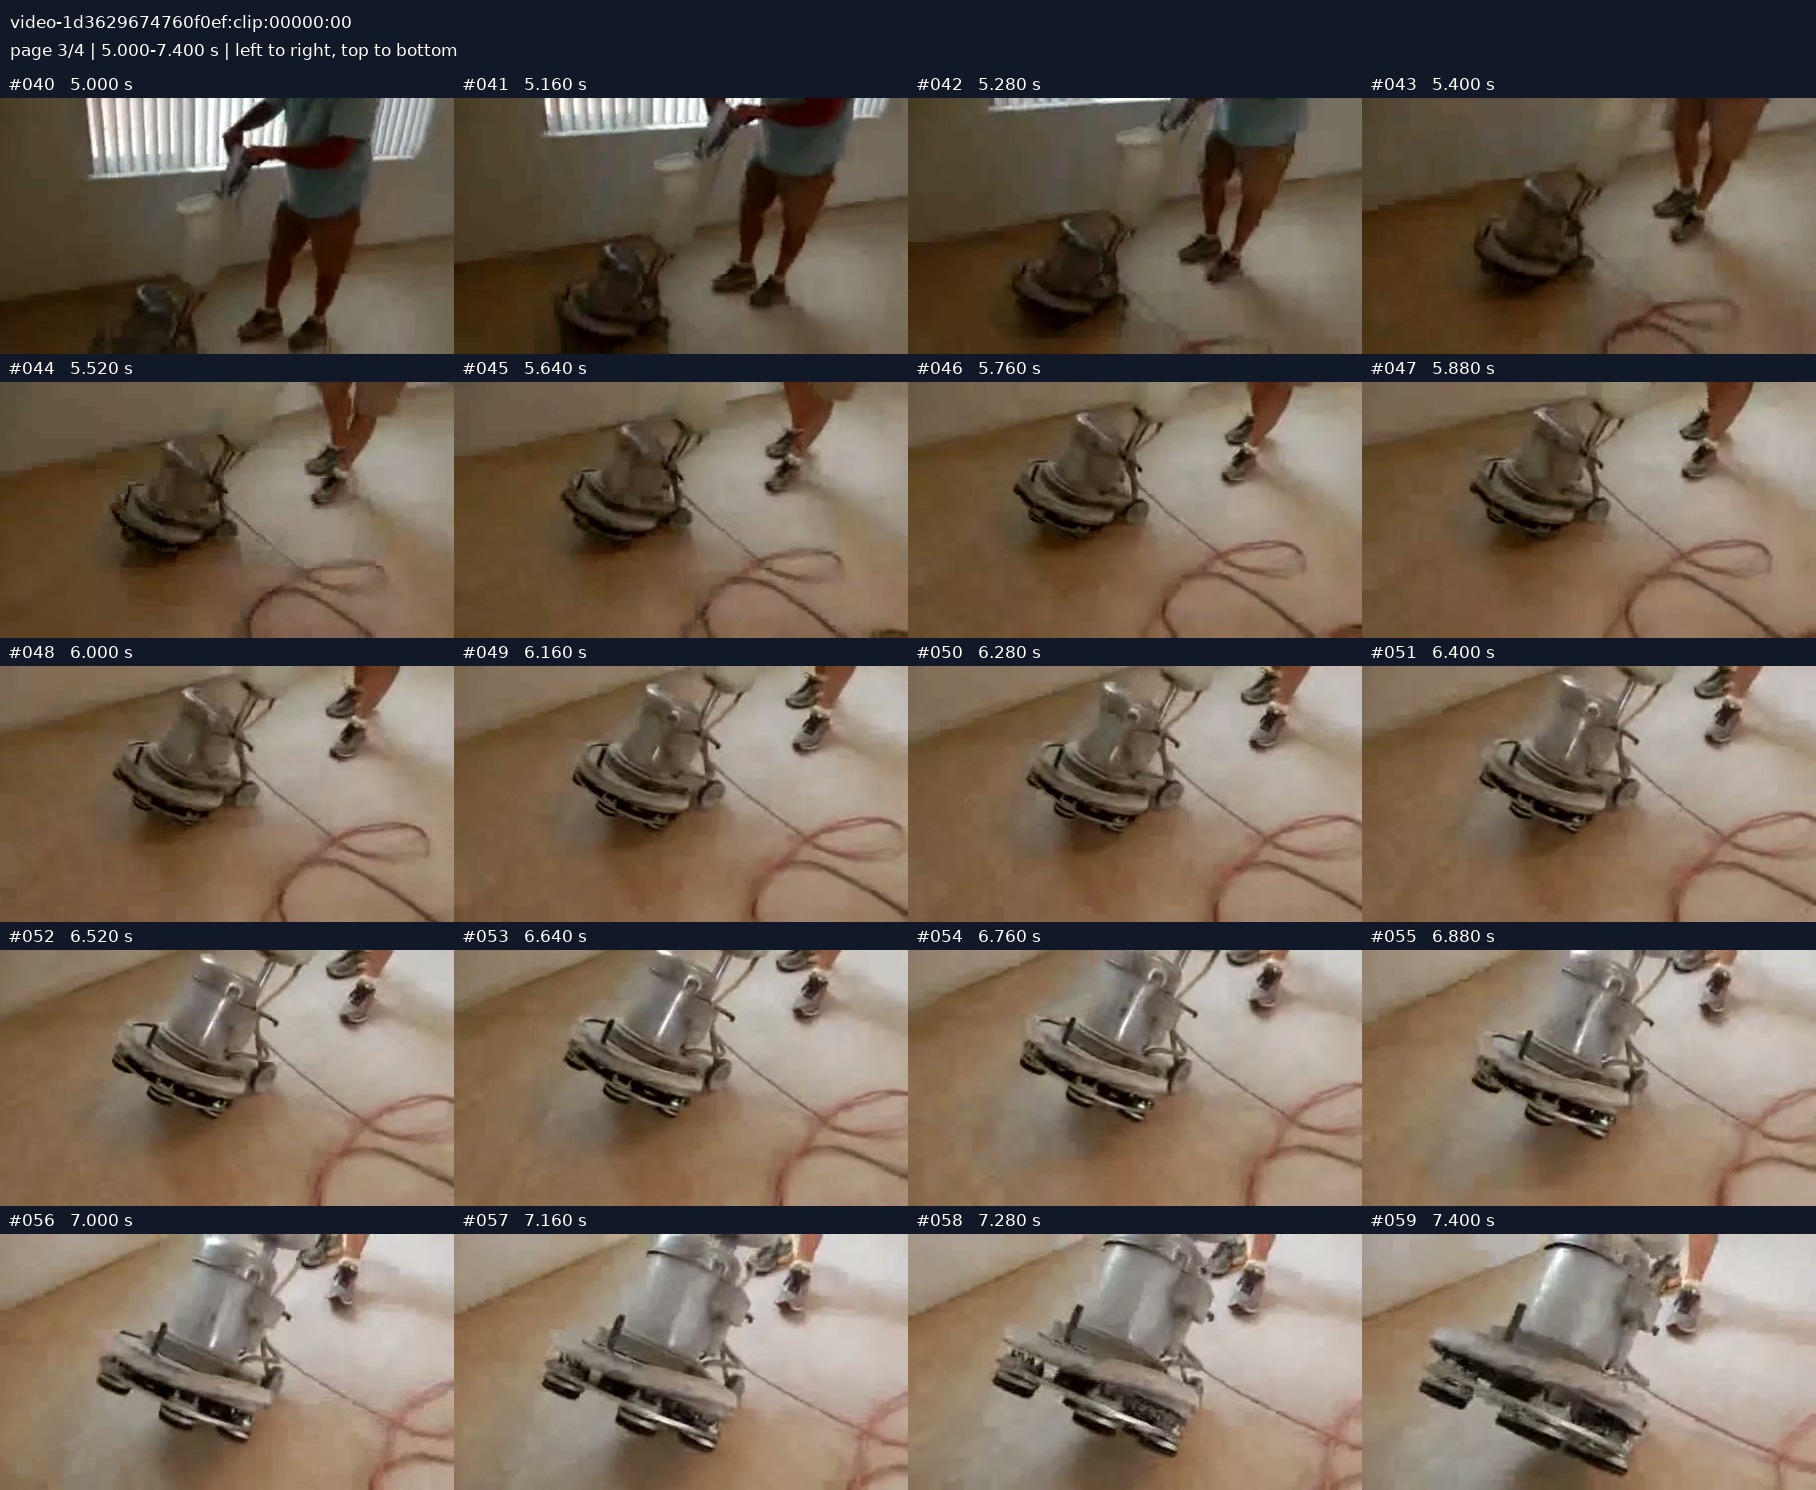 video-1d3629674760f0ef:clip:00000:00
page 3/4 | 5.000-7.400 s | left to right, top to bottom
#040 5.000 s
#041 5.160 s
#042 5.280 s
#043 5.400 s
#044 5.520 s
#045 5.640 s
#046 5.760 s
#047 5.880 s
#048 6.000 s
#049 6.160 s
#050 6.280 s
#051 6.400 s
#052 6.520 s
#053 6.640 s
#054 6.760 s
#055 6.880 s
#056 7.000 s
#057 7.160 s
#058 7.280 s
#059 7.400 s